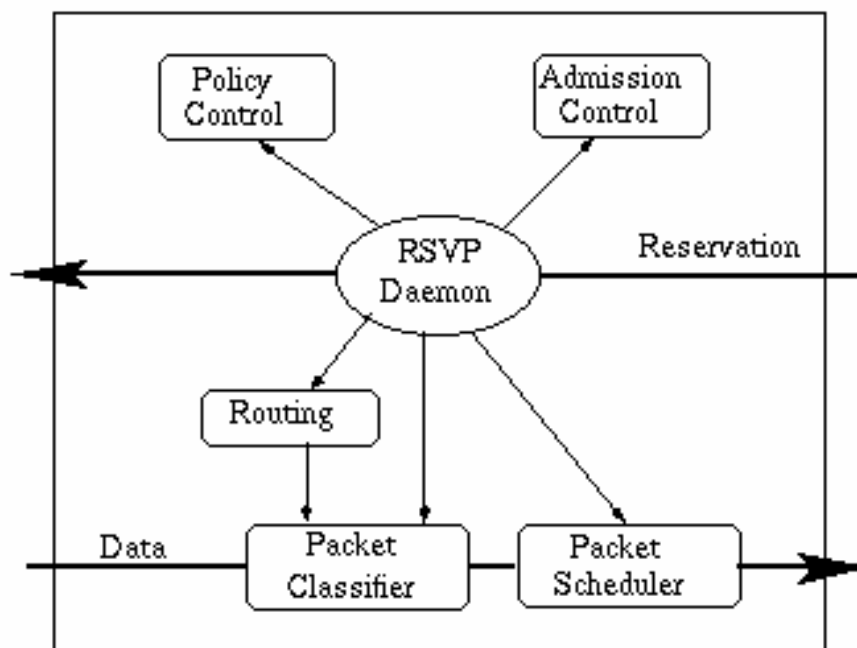 Policy
Control
Admission
Control
RSVP
Daemon
Reservation
Routing
Data
Packet
Classifier
Packet
Scheduler